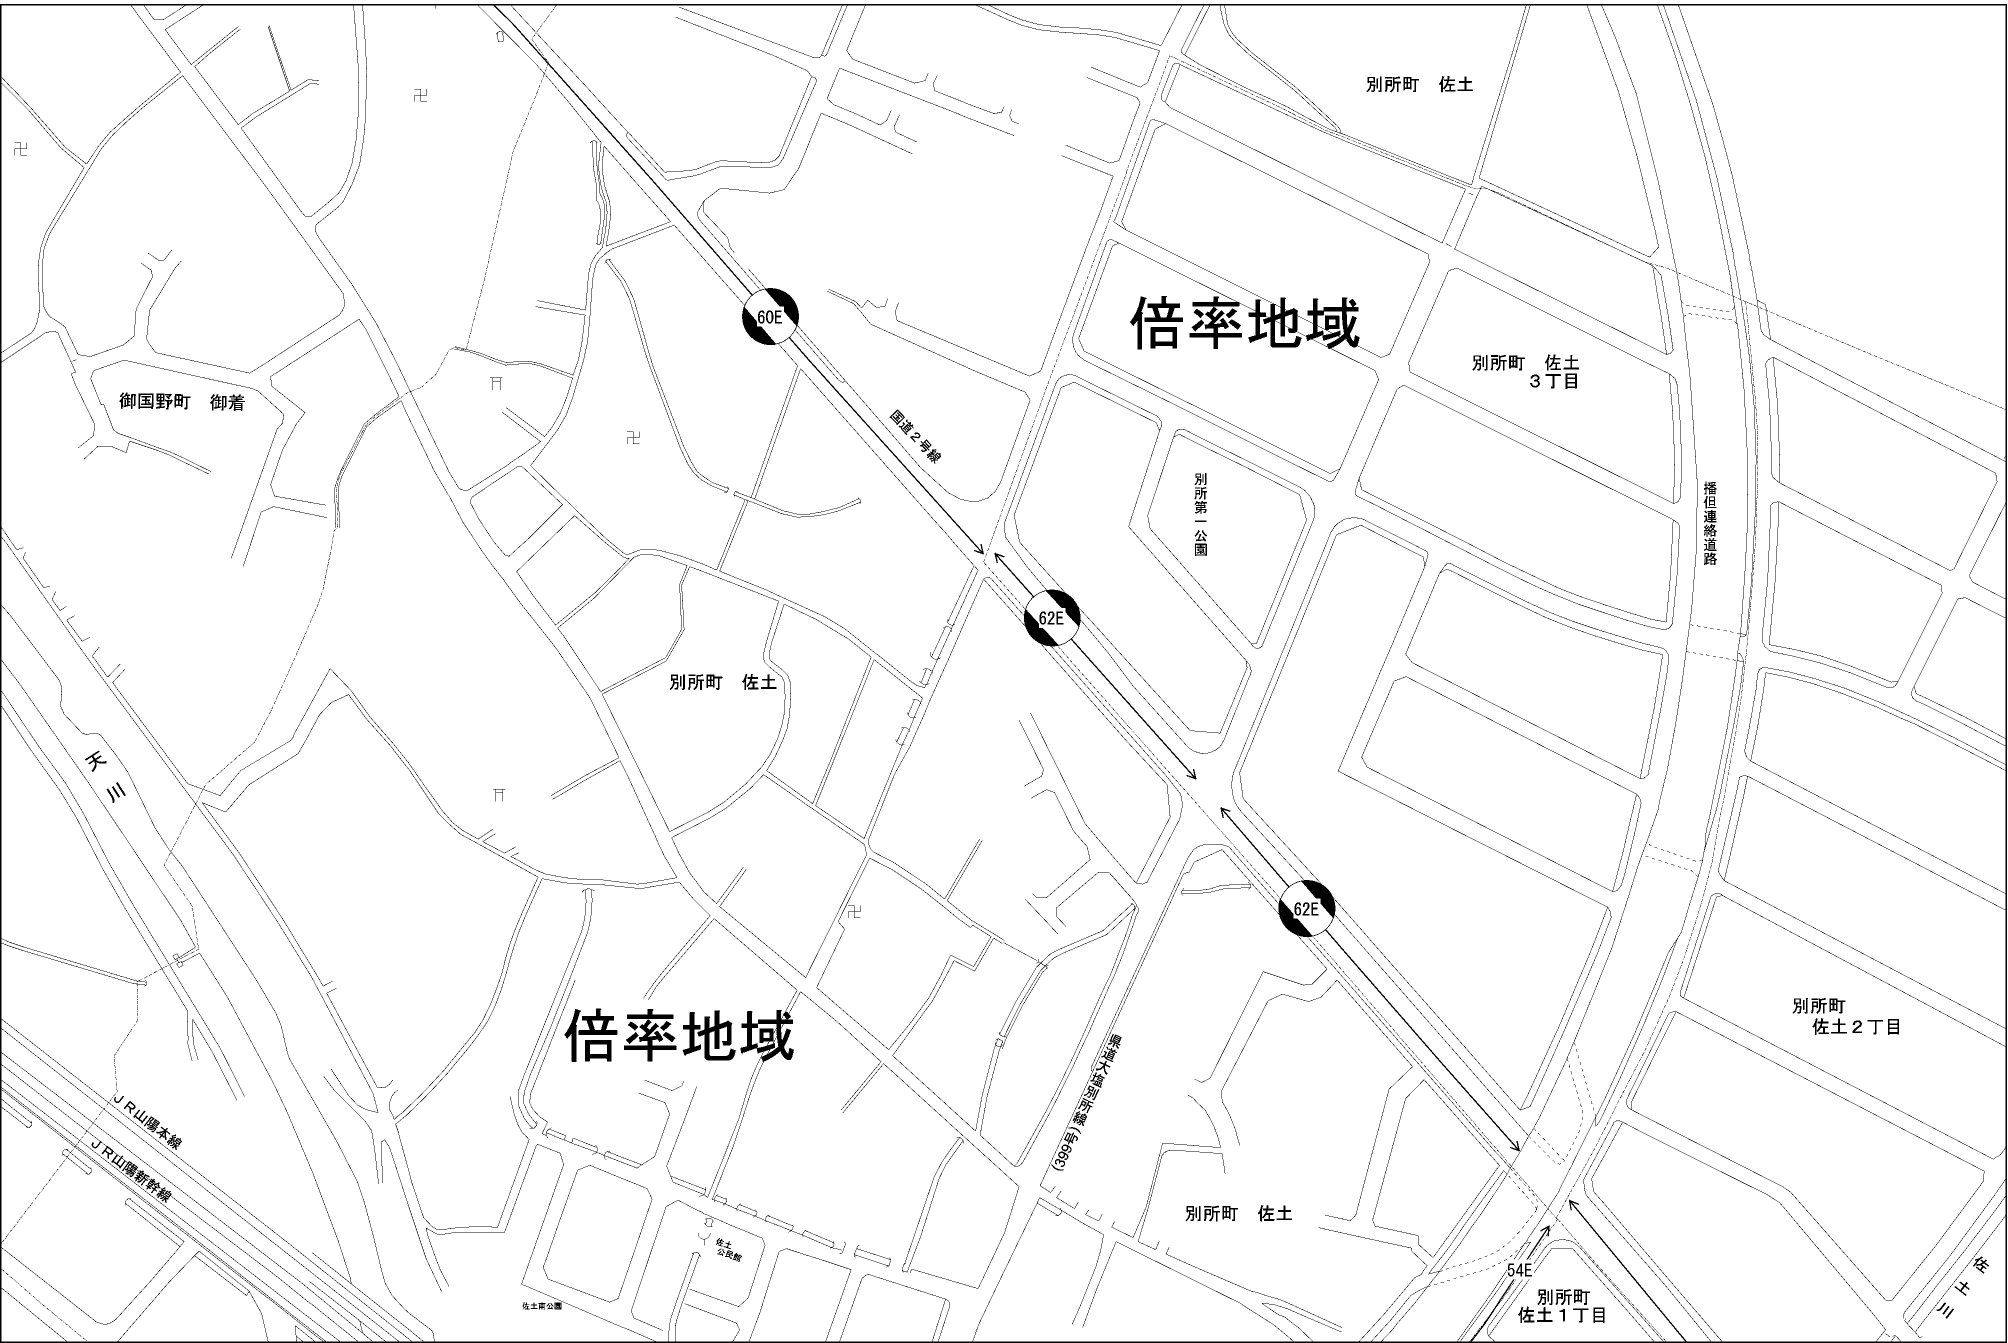 別所町　佐土
60E
倍率地域
別所町　佐土
３丁目
御国野町　御着
国道２号線
別所第一公園
播但連絡道路
62E
別所町　佐土
天川
62E
倍率地域
別所町
佐土２丁目
県道大塩別所線(399号)
ＪＲ山陽本線
ＪＲ山陽新幹線
別所町　佐土
佐土
公民館
54E
佐土川
佐土南公園
別所町
佐土１丁目